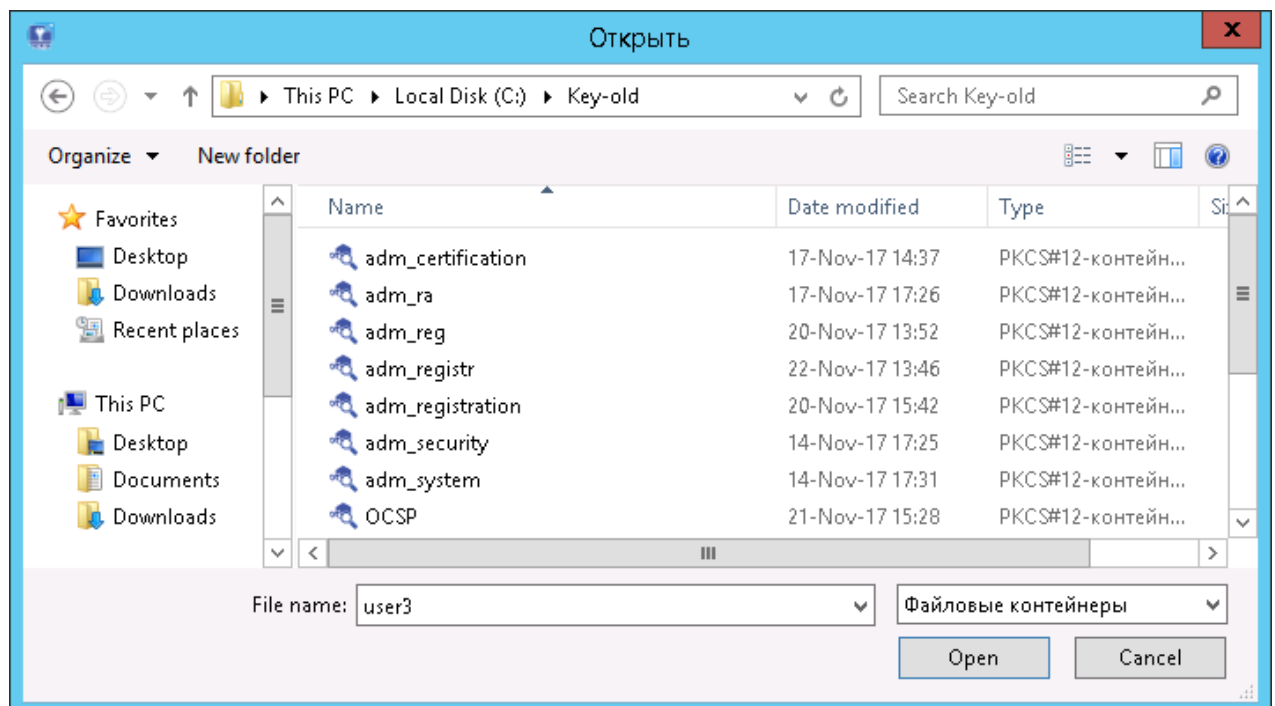 Открыть
x
This PC Local Disk (C:) Key-old Search Key-old
Organize New folder
Name Date modified Type Si
Favorites
Desktop adm_certification 17-Nov-17 14:37 PKCS#12-контейн...
Downloads adm_ra 17-Nov-17 17:26 PKCS#12-контейн...
Recent places adm_reg 20-Nov-17 13:52 PKCS#12-контейн...
adm_registr 22-Nov-17 13:46 PKCS#12-контейн...
This PC adm_registration 20-Nov-17 15:42 PKCS#12-контейн...
Desktop adm_security 14-Nov-17 17:25 PKCS#12-контейн...
Documents adm_system 14-Nov-17 17:31 PKCS#12-контейн...
Downloads OCSP 21-Nov-17 15:28 PKCS#12-контейн...
File name: user3 Файловые контейнеры
Open Cancel